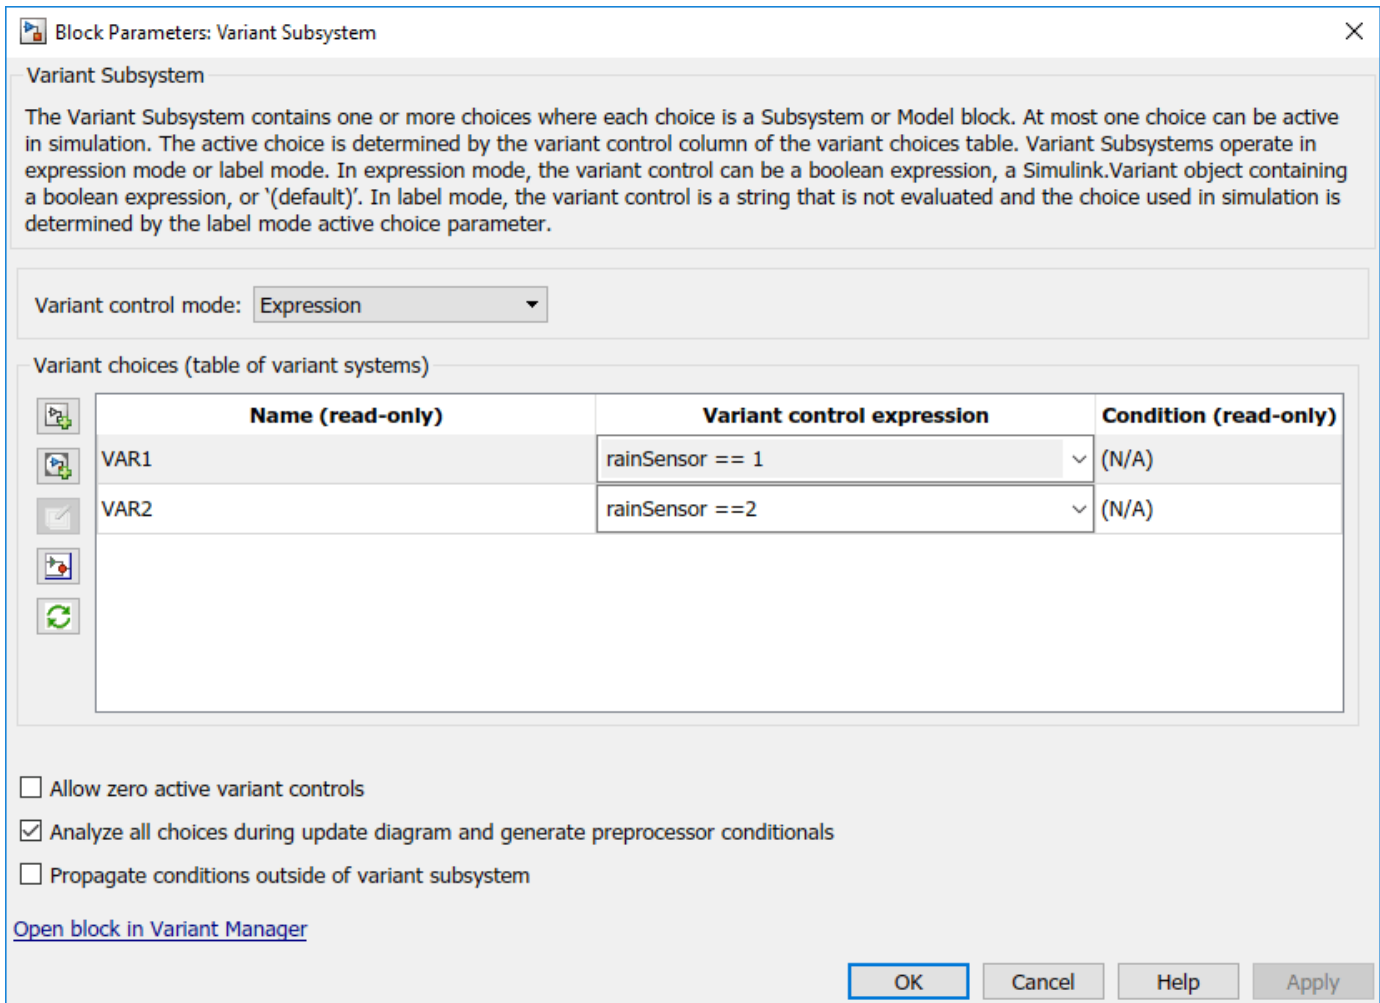 Block Parameters: Variant Subsystem
Variant Subsystem
The Variant Subsystem contains one or more choices where each choice is a Subsystem or Model block. At most one choice can be active
in simulation. The active choice is determined by the variant control column of the variant choices table. Variant Subsystems operate in
expression mode or label mode. In expression mode, the variant control can be a boolean expression, a Simulink.Variant object containing
a boolean expression, or ‘(default)’. In label mode, the variant control is a string that is not evaluated and the choice used in simulation is
determined by the label mode active choice parameter.
Variant control mode: Expression
Variant choices (table of variant systems)
Name (read-only) Variant control expression Condition (read-only)
VAR1 rainSensor == 1 (N/A)
VAR2 rainSensor ==2 (N/A)
Allow zero active variant controls
Analyze all choices during update diagram and generate preprocessor conditionals
Propagate conditions outside of variant subsystem
Open block in Variant Manager
OK Cancel Help Apply